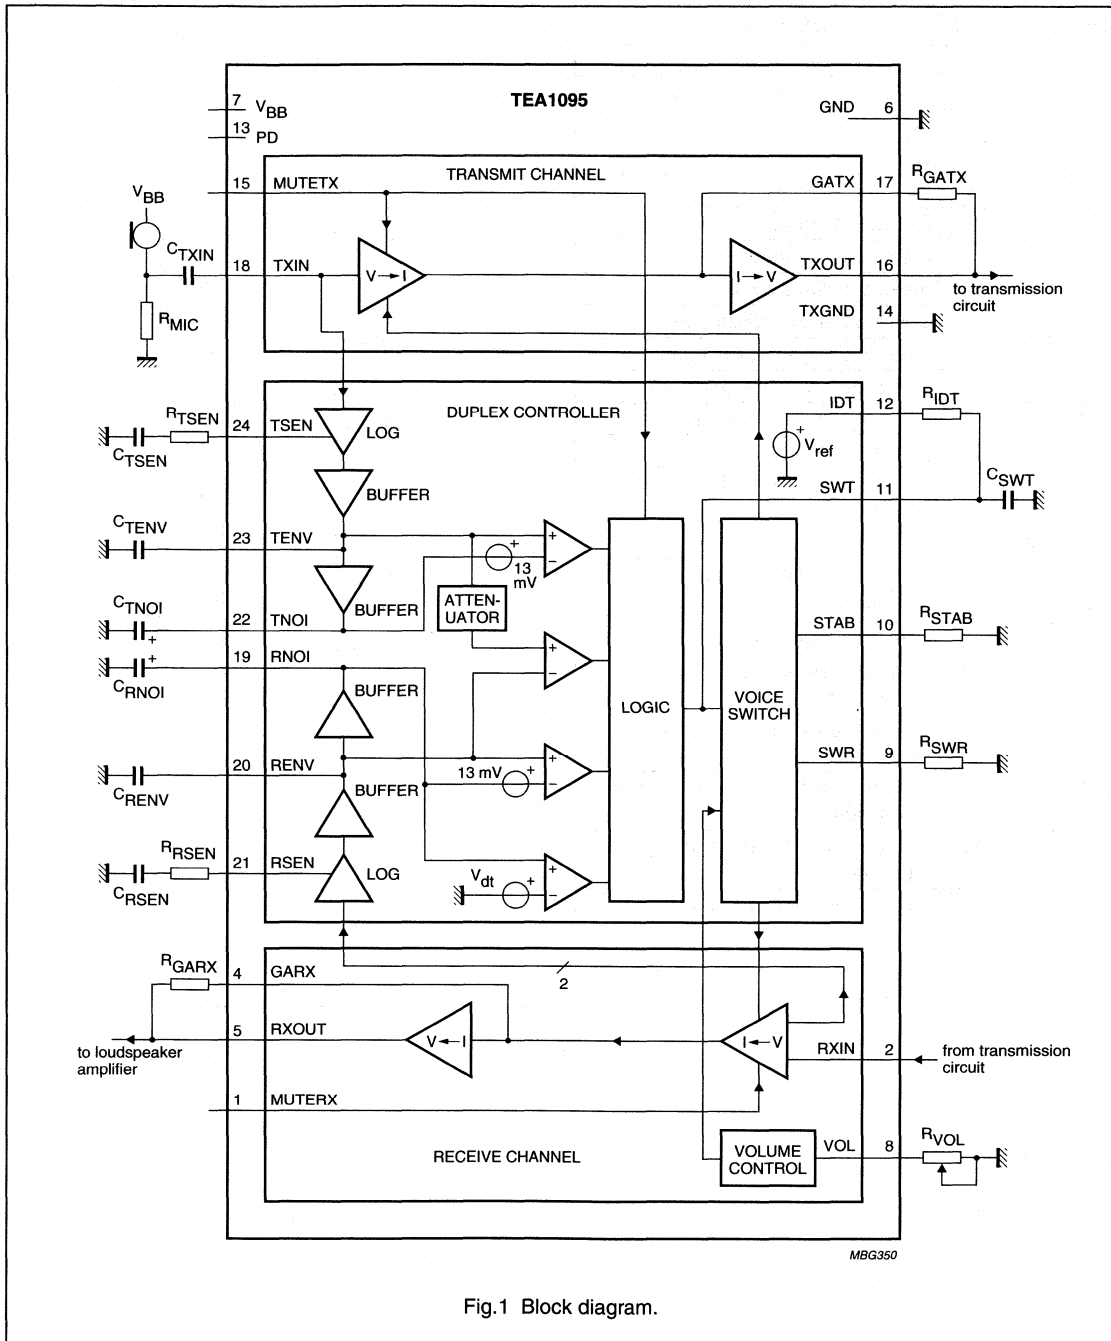 TEA1095
7 VBB
13 PD
GND 6
TRANSMIT CHANNEL
15 MUTETX
GATX 17 RGATX
VBB
CTXIN
18 TXIN
V→I
I→V
TXOUT 16
to transmission
circuit
TXGND 14
RMIC
DUPLEX CONTROLLER
IDT 12 RIDT
RTSEN
24 TSEN
LOG
CTSEN
+
Vref
CSWT
SWT 11
BUFFER
CTENV
23 TENV
+
+
−
13
mV
ATTEN-
UATOR
BUFFER
CTNOI
22 TNOI
+
STAB 10 RSTAB
19 RNOI
+
CRNOI
+
−
BUFFER
LOGIC
VOICE
SWITCH
SWR 9 RSWR
20 RENV
CRENV
13 mV
+
+
−
BUFFER
RRSEN
21 RSEN
LOG
CRSEN
Vdt
+
+
−
RGARX
4 GARX
2
5 RXOUT
V←I
I←V
to loudspeaker
amplifier
RXIN 2
from transmission
circuit
1 MUTERX
RECEIVE CHANNEL
VOLUME
CONTROL
VOL 8 RVOL
MBG350
Fig.1 Block diagram.